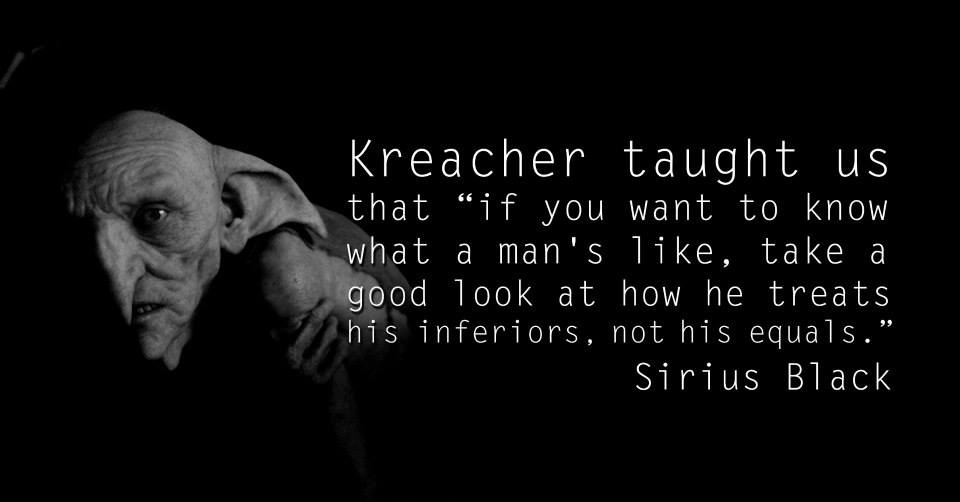 Kreacher taught us
that “if you want to know
what a man's like, take a
good look at how he treats
his inferiors, not his equals.”
Sirius Black